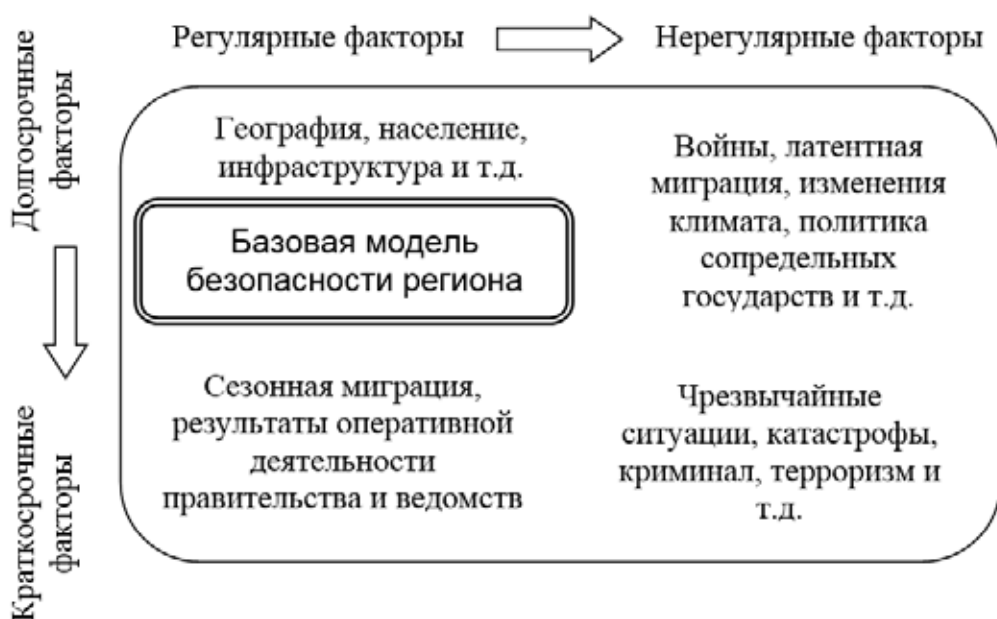 Регулярные факторы
Нерегулярные факторы
Долгосрочные
факторы
География, население,
инфраструктура и т.д.
Базовая модель
безопасности региона
Войны, латентная
миграция, изменения
климата, политика
сопредельных
государств и т.д.
Краткосрочные
факторы
Сезонная миграция,
результаты оперативной
деятельности
правительства и ведомств
Чрезвычайные
ситуации, катастрофы,
криминал, терроризм и
т.д.